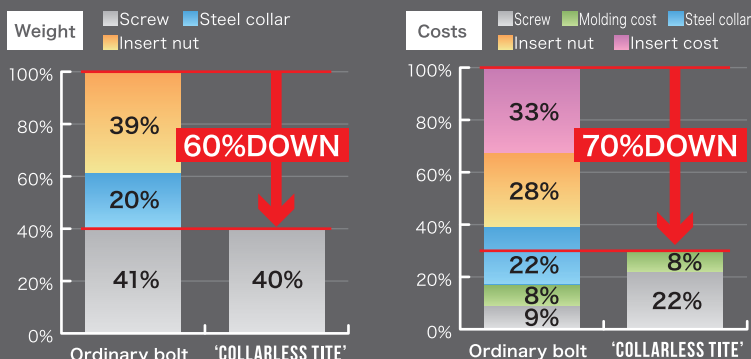 Weight
Screw Steel collar
Insert nut
100%
80%
60%
40%
20%
0%
39%
20%
41%
40%
60%DOWN
Ordinary bolt 'COLLARLESS TITE'
Costs
Screw Molding cost Steel collar
Insert nut Insert cost
100%
80%
60%
40%
20%
0%
33%
28%
22%
8%
9%
8%
22%
70%DOWN
Ordinary bolt 'COLLARLESS TITE'